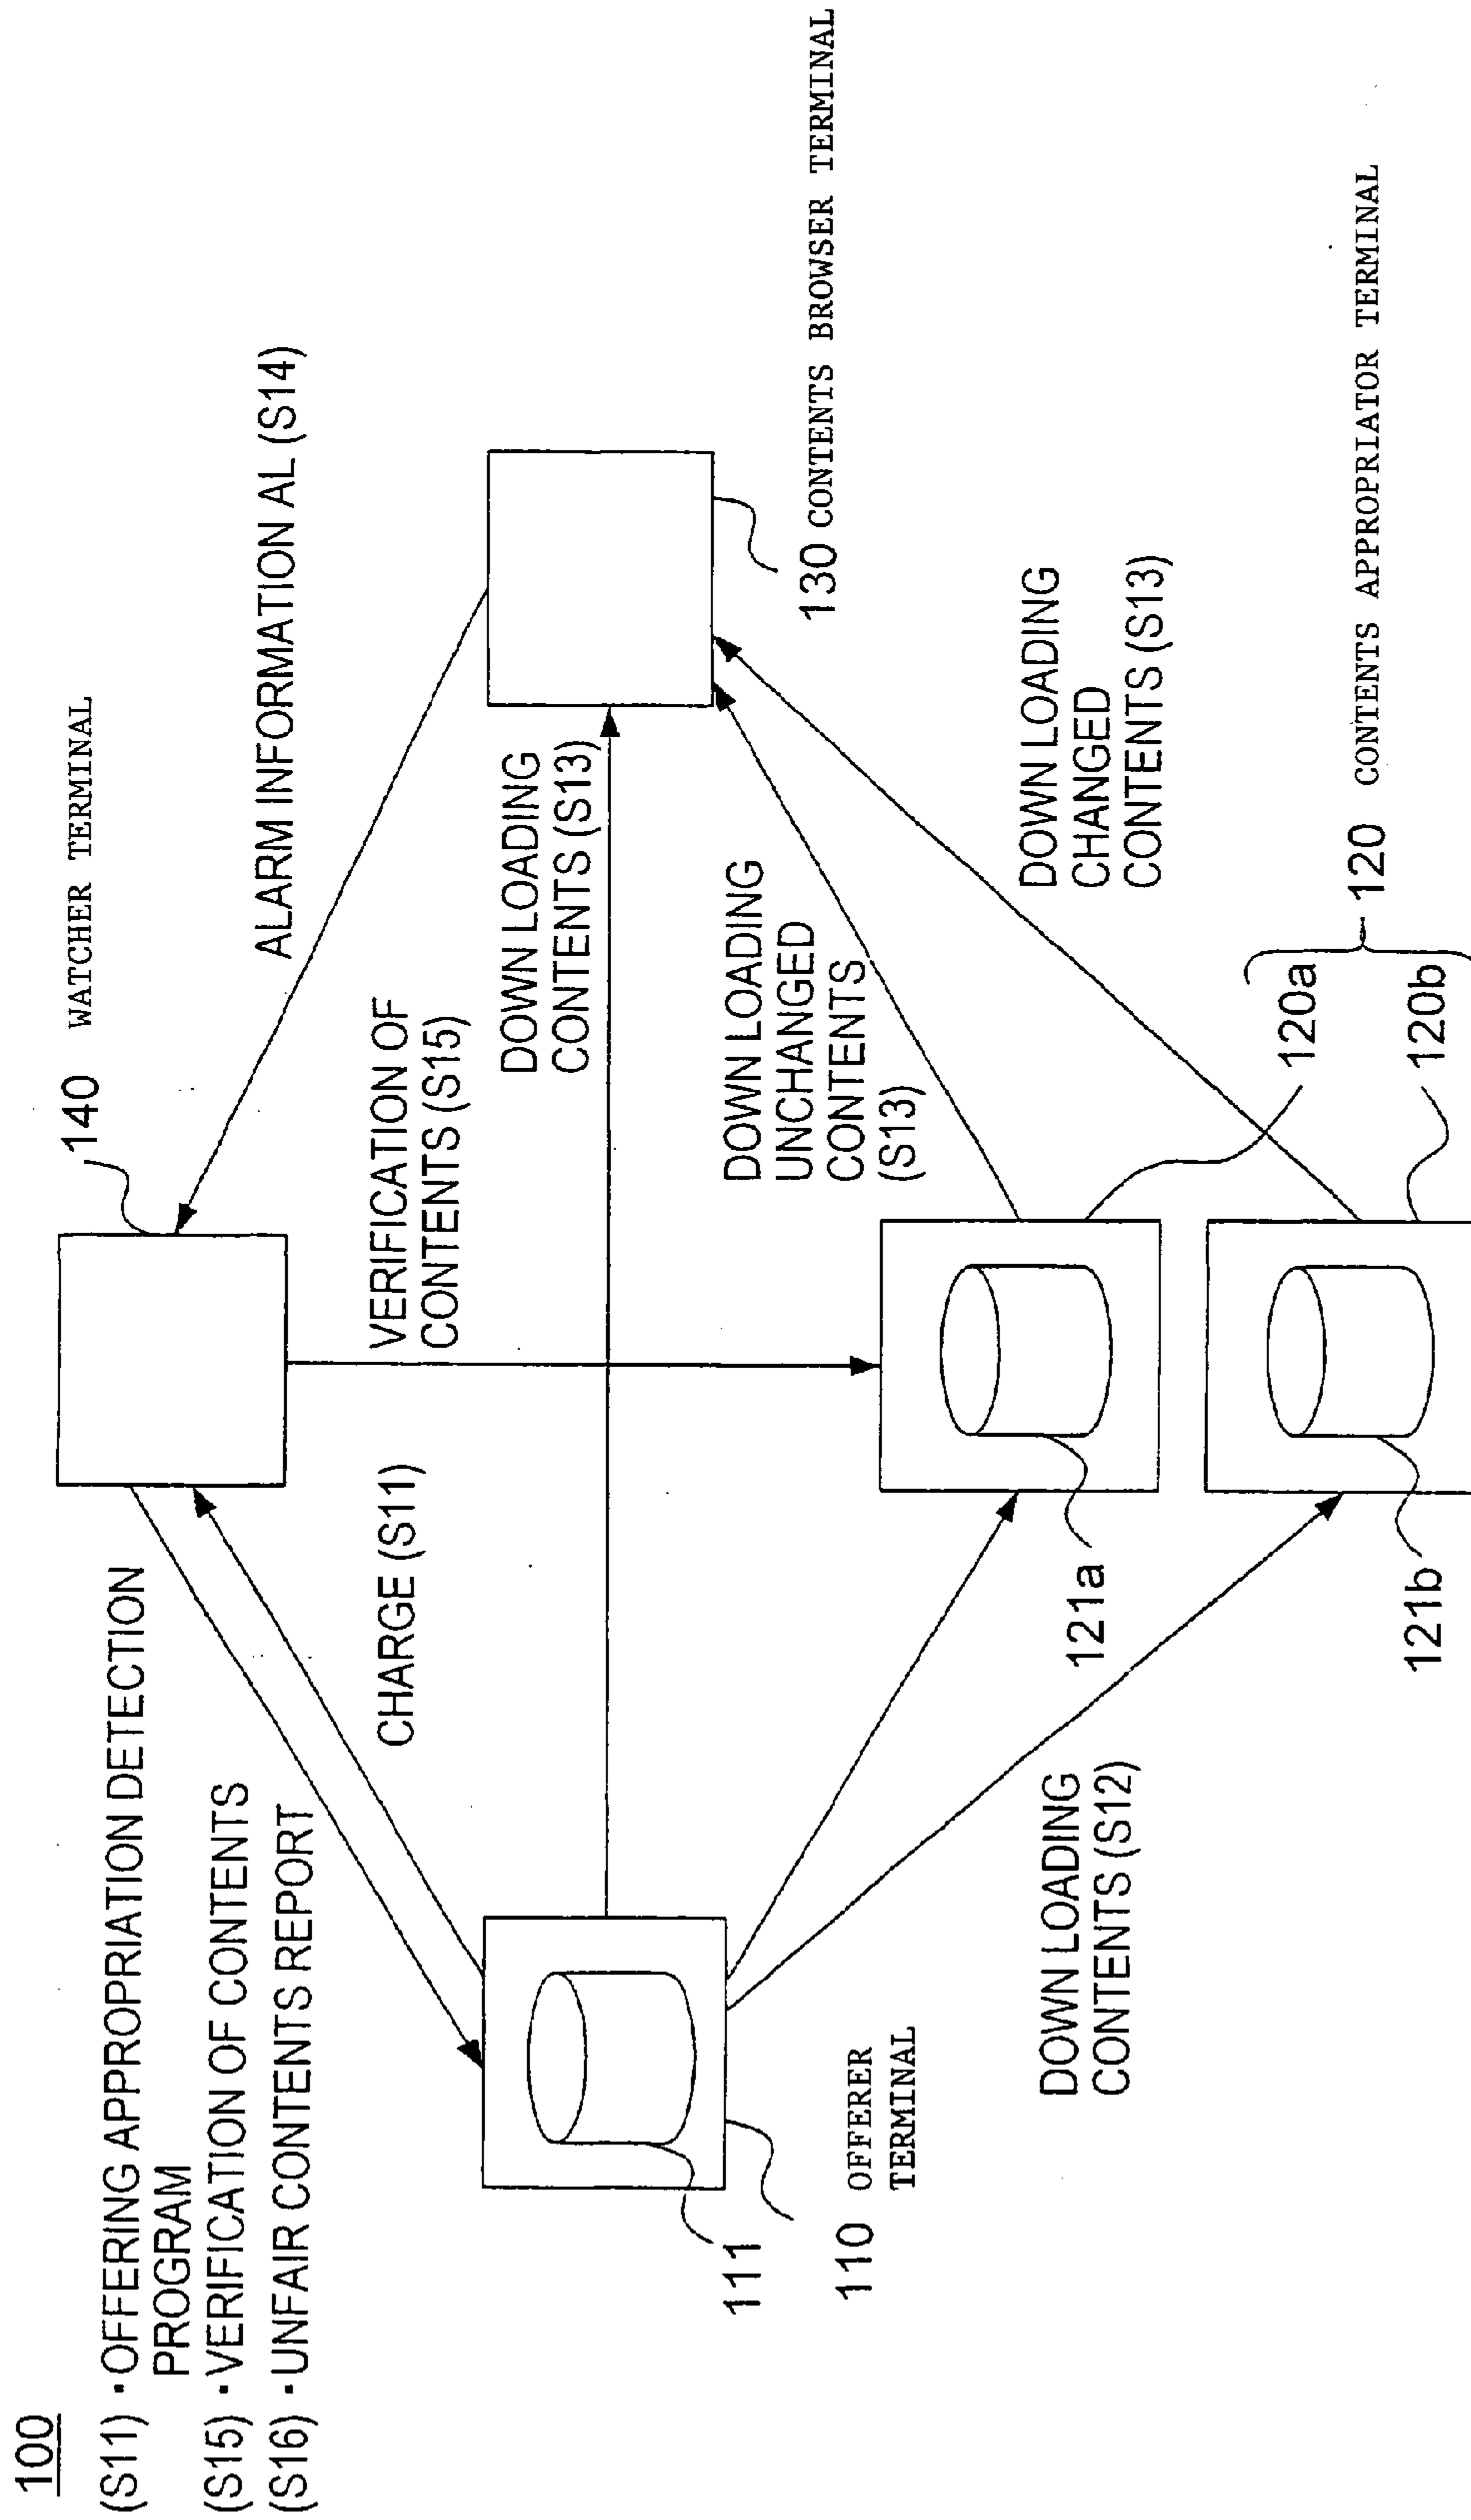 100
(S11) · OFFERING APPROPRIATION DETECTION
PROGRAM
(S15) · VERIFICATION OF CONTENTS
(S16) · UNFAIR CONTENTS REPORT
140 WATCHER TERMINAL
ALARM INFORMATION AL (S14)
CHARGE (S11)
VERIFICATION OF
CONTENTS (S15)
DOWN LOADING
CONTENTS (S13)
111
110 OFFERER
TERMINAL
130 CONTENTS BROWSER TERMINAL
DOWN LOADING
UNCHANGED
CONTENTS
(S13)
DOWN LOADING
CONTENTS (S12)
DOWN LOADING
CHANGED
CONTENTS (S13)
121a
120a
120 CONTENTS APPROPRIATOR TERMINAL
121b
120b